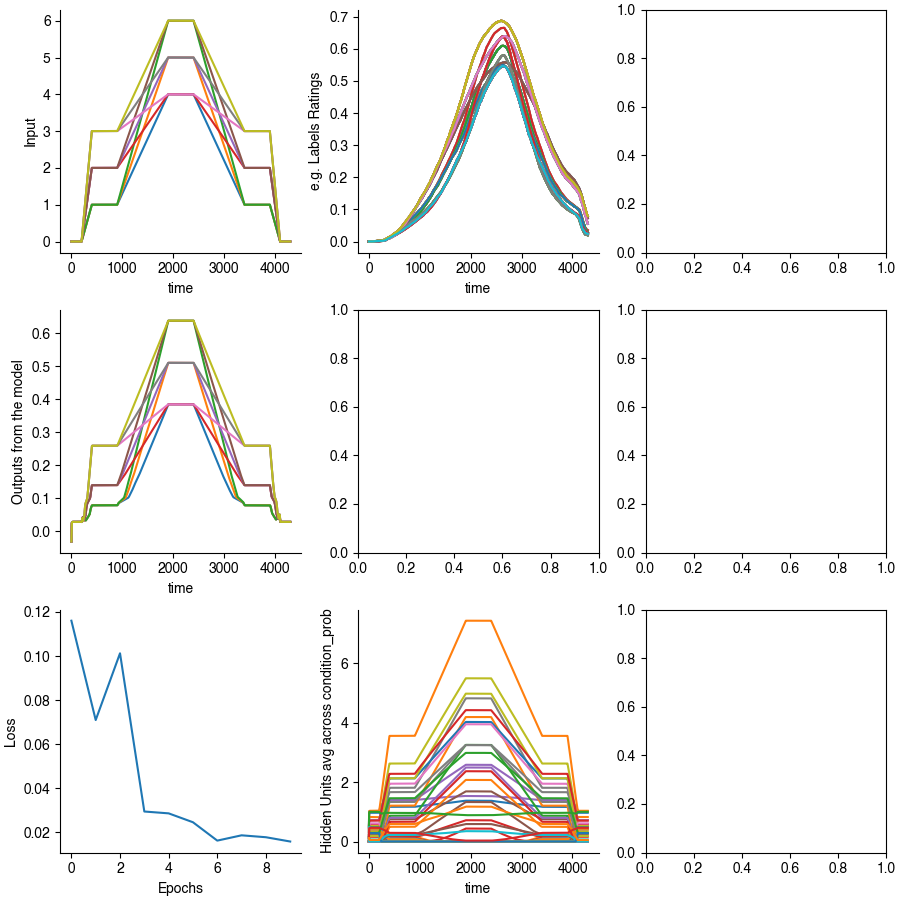 6
5
4
3
2
1
0
Input
0 1000 2000 3000 4000
time
0.7
0.6
0.5
0.4
0.3
0.2
0.1
0.0
e.g. Labels Ratings
0 1000 2000 3000 4000
time
1.0
0.8
0.6
0.4
0.2
0.0
0.0 0.2 0.4 0.6 0.8 1.0
0.6
0.5
0.4
0.3
0.2
0.1
0.0
Outputs from the model
0 1000 2000 3000 4000
time
1.0
0.8
0.6
0.4
0.2
0.0
0.0 0.2 0.4 0.6 0.8 1.0
1.0
0.8
0.6
0.4
0.2
0.0
0.0 0.2 0.4 0.6 0.8 1.0
0.12
0.10
0.08
0.06
0.04
0.02
Loss
0 2 4 6 8
Epochs
6
4
2
0
Hidden Units avg across condition_prob
0 1000 2000 3000 4000
time
1.0
0.8
0.6
0.4
0.2
0.0
0.0 0.2 0.4 0.6 0.8 1.0